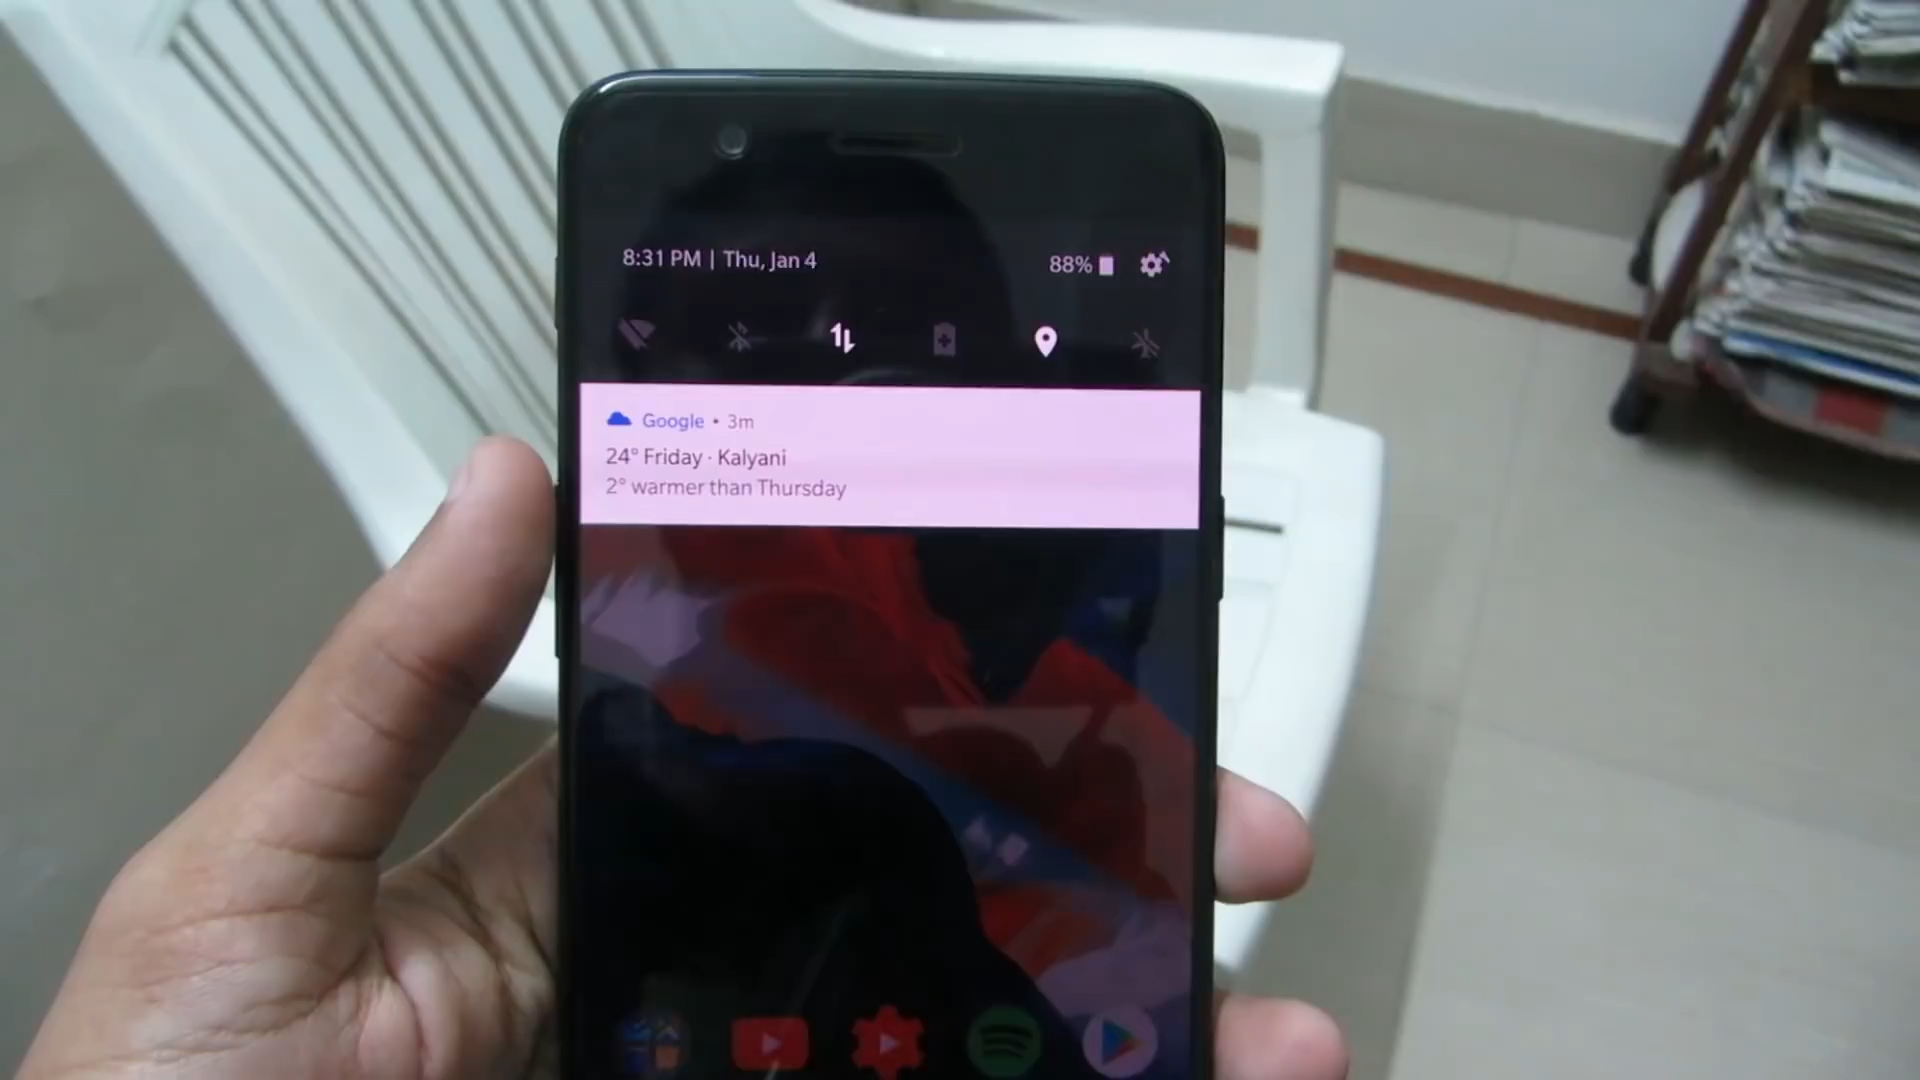 8:31 PM | Thu, Jan 4
88%
Google • 3m
24° Friday · Kalyani
2° warmer than Thursday